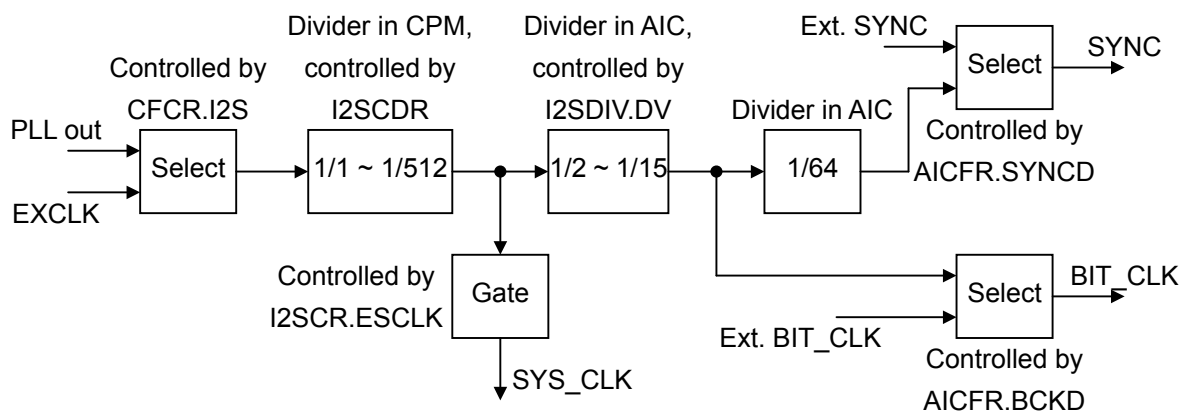 Divider in CPM,
controlled by
I2SCDR
Divider in AIC,
controlled by
I2SDIV.DV
Ext. SYNC
SYNC
Select
Controlled by
CFCR.I2S
Divider in AIC
Controlled by
AICFR.SYNCD
PLL out
Select
1/1 ~ 1/512
1/2 ~ 1/15
1/64
EXCLK
Controlled by
I2SCR.ESCLK
Gate
SYS_CLK
Select
BIT_CLK
Ext. BIT_CLK
Controlled by
AICFR.BCKD